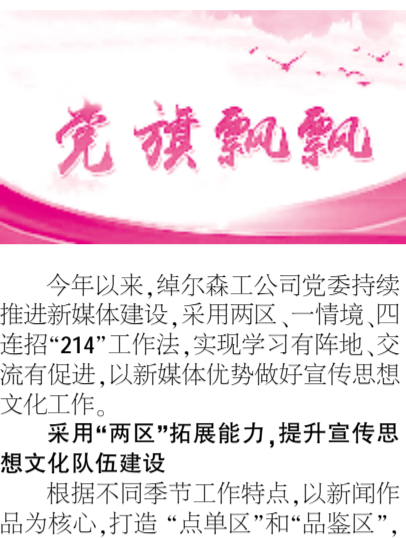 党旗飘飘
今年以来,绰尔森工公司党委持续
推进新媒体建设,采用两区、一情境、四
连招“214”工作法,实现学习有阵地、交
流有促进,以新媒体优势做好宣传思想
文化工作。
采用“两区”拓展能力,提升宣传思
想文化队伍建设
根据不同季节工作特点,以新闻作
品为核心,打造 “点单区”和“品鉴区”,